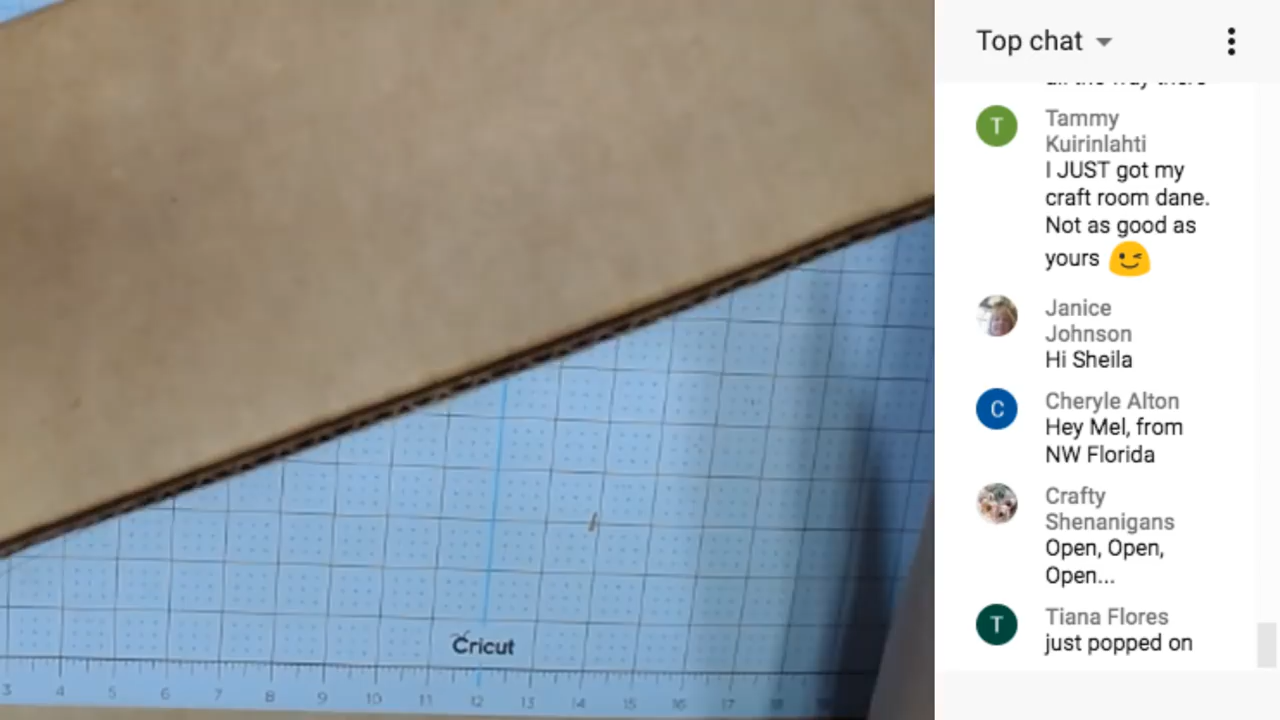 Top chat
Tammy
Kuirinlahti
I JUST got my
craft room dane.
Not as good as
yours
Janice
Johnson
Hi Sheila
Cheryle Alton
Hey Mel, from
NW Florida
Crafty
Shenanigans
Open, Open,
Open...
Tiana Flores
just popped on
T
C
T
Cricut
3 4 5 6 7 8 9 10 11 12 13 14 15 16 17 18